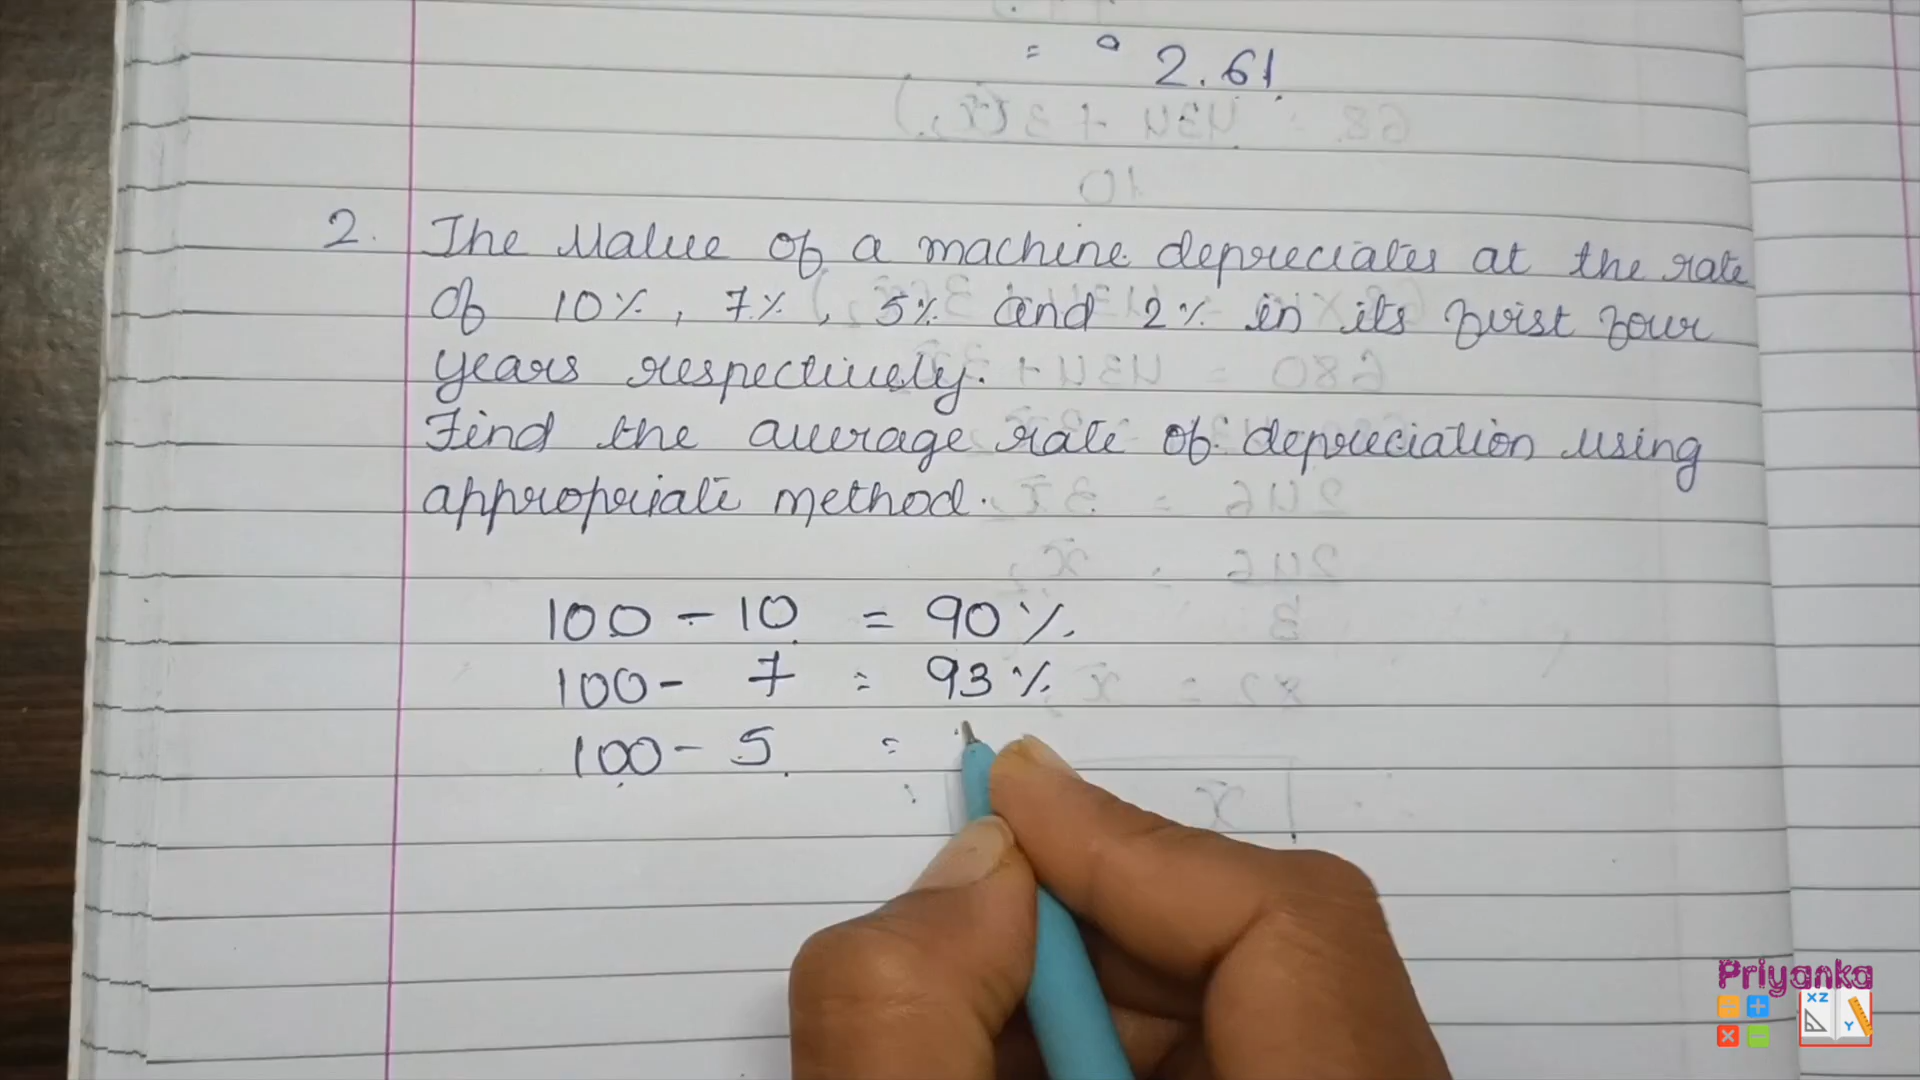 = 2.61
2. The value of a machine depreciates at the rate
of 10%, 7%, 5% and 2% in its first four
years respectively.
Find the average rate of depreciation using
appropriate method.
100 - 10 = 90%
100 - 7 = 93%
100 - 5 =
Priyanka
XZ
Y